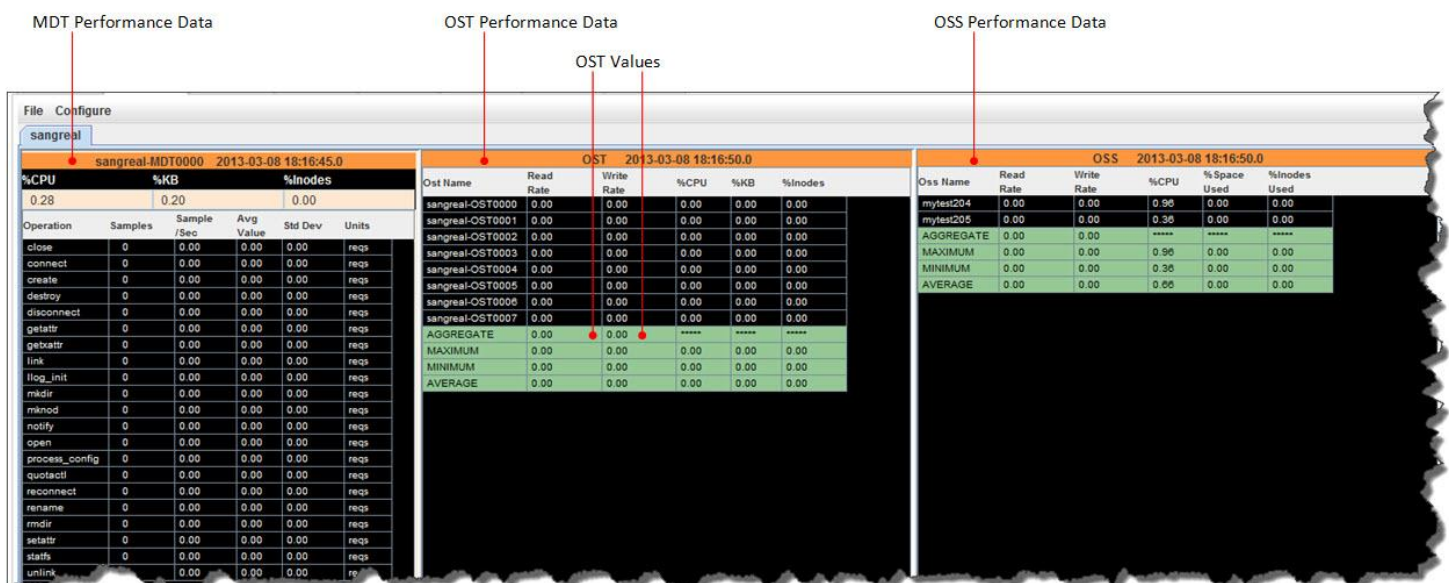 MDT Performance Data
OST Performance Data
OSS Performance Data
OST Values
File Configure
sangreal
sangreal-MDT0000 2013-03-08 18:16:45.0
%CPU %KB %Inodes
0.28 0.20 0.00
Operation Samples Sample /Sec Avg Value Std Dev Units
close 0 0.00 0.00 0.00 reqs
connect 0 0.00 0.00 0.00 reqs
create 0 0.00 0.00 0.00 reqs
destroy 0 0.00 0.00 0.00 reqs
disconnect 0 0.00 0.00 0.00 reqs
getattr 0 0.00 0.00 0.00 reqs
getxattr 0 0.00 0.00 0.00 reqs
link 0 0.00 0.00 0.00 reqs
llog_init 0 0.00 0.00 0.00 reqs
mkdir 0 0.00 0.00 0.00 reqs
mknod 0 0.00 0.00 0.00 reqs
notify 0 0.00 0.00 0.00 reqs
open 0 0.00 0.00 0.00 reqs
process_config 0 0.00 0.00 0.00 reqs
quotactl 0 0.00 0.00 0.00 reqs
reconnect 0 0.00 0.00 0.00 reqs
rename 0 0.00 0.00 0.00 reqs
rmdir 0 0.00 0.00 0.00 reqs
setattr 0 0.00 0.00 0.00 reqs
statfs 0 0.00 0.00 0.00 reqs
unlink 0.00 0.00 0.00
OST 2013-03-08 18:16:50.0
Ost Name Read Rate Write Rate %CPU %KB %Inodes
sangreal-OST0000 0.00 0.00 0.00 0.00 0.00
sangreal-OST0001 0.00 0.00 0.00 0.00 0.00
sangreal-OST0002 0.00 0.00 0.00 0.00 0.00
sangreal-OST0003 0.00 0.00 0.00 0.00 0.00
sangreal-OST0004 0.00 0.00 0.00 0.00 0.00
sangreal-OST0005 0.00 0.00 0.00 0.00 0.00
sangreal-OST0006 0.00 0.00 0.00 0.00 0.00
sangreal-OST0007 0.00 0.00 0.00 0.00 0.00
AGGREGATE 0.00 0.00 ***** ***** *****
MAXIMUM 0.00 0.00 0.00 0.00 0.00
MINIMUM 0.00 0.00 0.00 0.00 0.00
AVERAGE 0.00 0.00 0.00 0.00 0.00
OSS 2013-03-08 18:16:50.0
Oss Name Read Rate Write Rate %CPU %Space Used %Inodes Used
mytest204 0.00 0.00 0.96 0.00 0.00
mytest205 0.00 0.00 0.36 0.00 0.00
AGGREGATE 0.00 0.00 ***** ***** *****
MAXIMUM 0.00 0.00 0.96 0.00 0.00
MINIMUM 0.00 0.00 0.36 0.00 0.00
AVERAGE 0.00 0.00 0.66 0.00 0.00